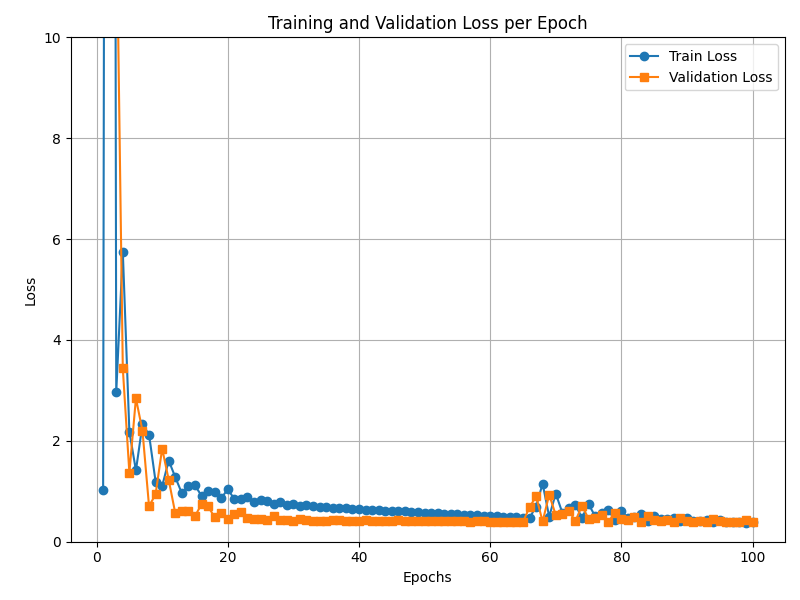 Training and Validation Loss per Epoch
Train Loss
Validation Loss
Loss
10
8
6
4
2
0
0 20 40 60 80 100
Epochs